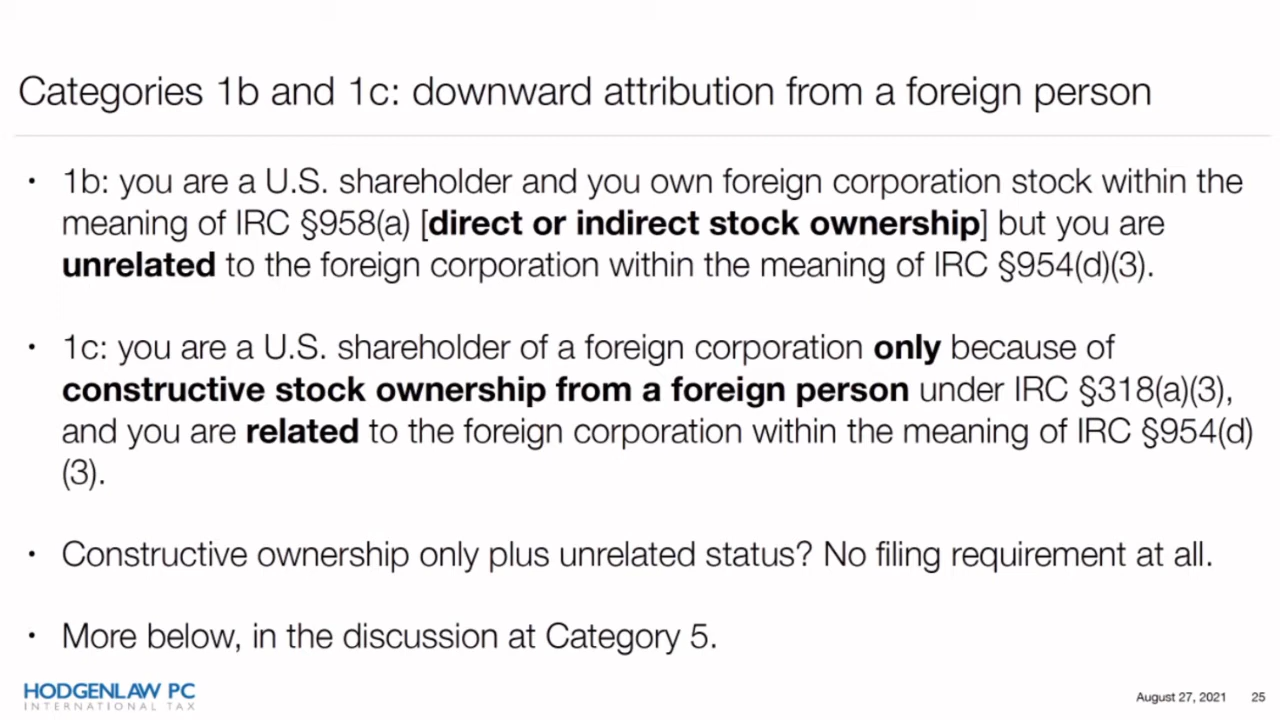 Categories 1b and 1c: downward attribution from a foreign person
• 1b: you are a U.S. shareholder and you own foreign corporation stock within the
meaning of IRC §958(a) [direct or indirect stock ownership] but you are
unrelated to the foreign corporation within the meaning of IRC §954(d)(3).
• 1c: you are a U.S. shareholder of a foreign corporation only because of
constructive stock ownership from a foreign person under IRC §318(a)(3),
and you are related to the foreign corporation within the meaning of IRC §954(d)
(3).
• Constructive ownership only plus unrelated status? No filing requirement at all.
• More below, in the discussion at Category 5.
HODGENLAW PC
INTERNATIONAL TAX
August 27, 2021 25